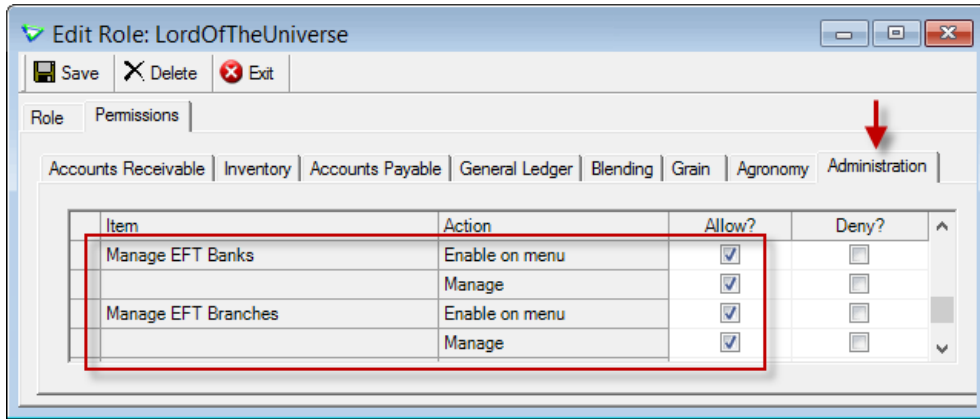 Edit Role: LordOfTheUniverse
Save Delete Exit
Role Permissions
Accounts Receivable Inventory Accounts Payable General Ledger Blending Grain Agronomy Administration
Item Action Allow? Deny?
Manage EFT Banks Enable on menu
Manage
Manage EFT Branches Enable on menu
Manage